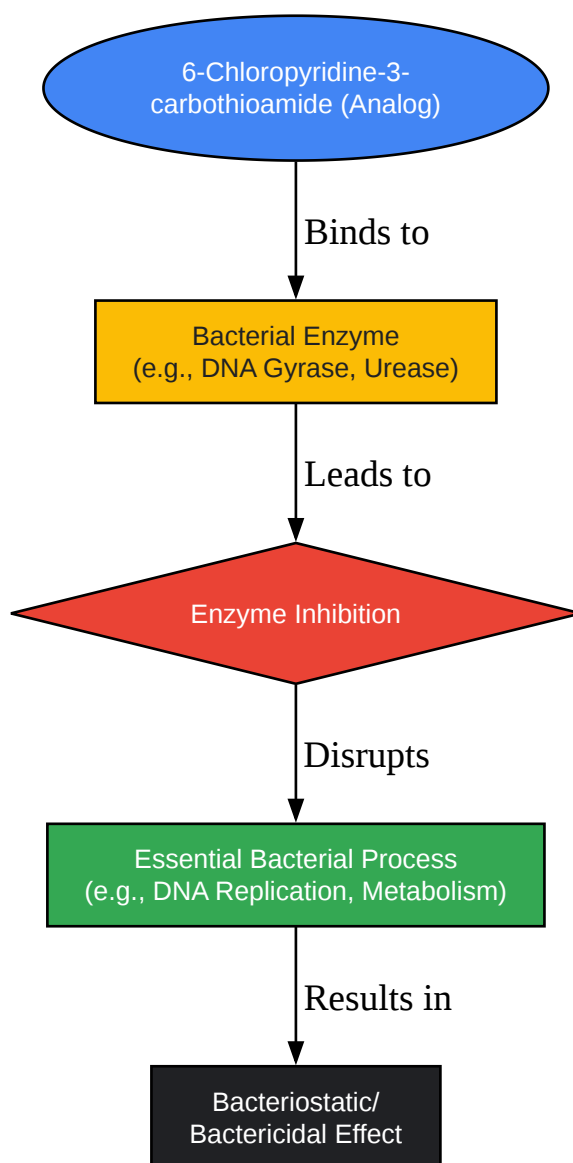 6-Chloropyridine-3-
carbothioamide (Analog)
Binds to
Bacterial Enzyme
(e.g., DNA Gyrase, Urease)
Leads to
Enzyme Inhibition
Disrupts
Essential Bacterial Process
(e.g., DNA Replication, Metabolism)
Results in
Bacteriostatic/
Bactericidal Effect